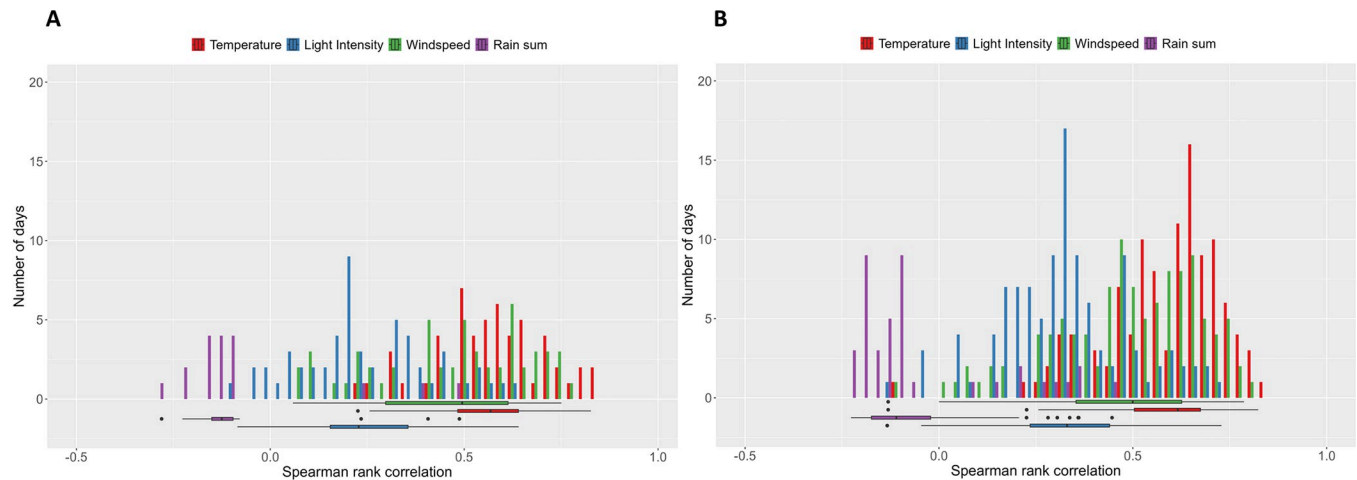 A
Temperature Light Intensity Windspeed Rain sum
20
15
10
5
0
Number of days
-0.5 0.0 0.5 1.0
Spearman rank correlation
B
Temperature Light Intensity Windspeed Rain sum
20
15
10
5
0
Number of days
-0.5 0.0 0.5 1.0
Spearman rank correlation